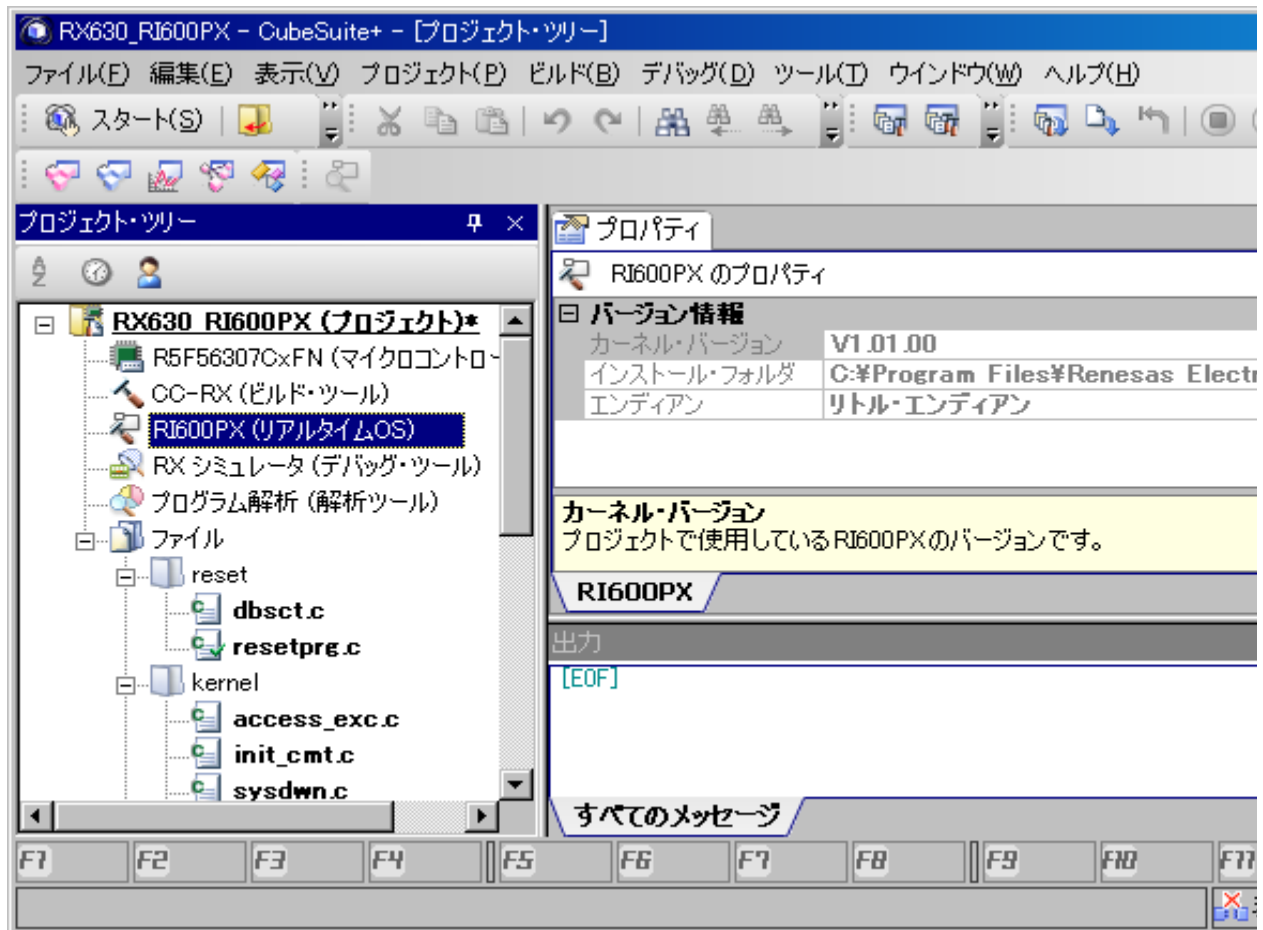 RX630_RI600PX - CubeSuite+ - [プロジェクト・ツリー]
ファイル(F) 編集(E) 表示(V) プロジェクト(P) ビルド(B) デバッグ(D) ツール(T) ウインドウ(W) ヘルプ(H)
スタート(S)
プロジェクト・ツリー
RX630_RI600PX (プロジェクト)*
R5F56307CxFN (マイクロコントロー
CC-RX (ビルド・ツール)
RI600PX (リアルタイムOS)
RX シミュレータ (デバッグ・ツール)
プログラム解析 (解析ツール)
ファイル
reset
dbsct.c
resetprg.c
kernel
access_exc.c
init_cmt.c
sysdwn.c
プロパティ
RI600PX のプロパティ
バージョン情報
カーネル・バージョン V1.01.00
インストール・フォルダ C:¥Program Files¥Renesas Electr
エンディアン リトル・エンディアン
カーネル・バージョン
プロジェクトで使用しているRI600PXのバージョンです。
RI600PX
出力
[EOF]
すべてのメッセージ
F1 F2 F3 F4 F5 F6 F7 F8 F9 F10 F11